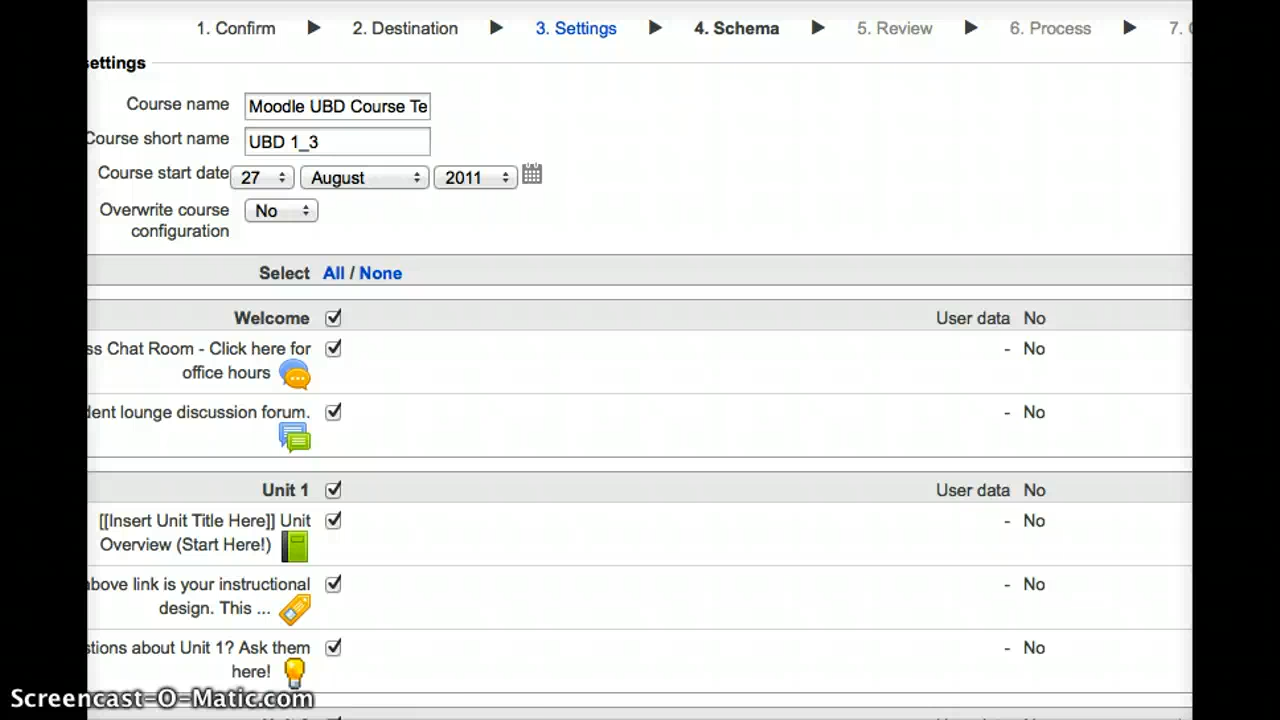 1. Confirm ► 2. Destination ► 3. Settings ► 4. Schema ► 5. Review ► 6. Process ► 7.
settings
Course name Moodle UBD Course Te
Course short name UBD 1_3
Course start date 27 August 2011
Overwrite course No
configuration
Select All / None
Welcome User data No
ss Chat Room - Click here for - No
office hours
dent lounge discussion forum. - No
Unit 1 User data No
[[Insert Unit Title Here]] Unit - No
Overview (Start Here!)
above link is your instructional - No
design. This ...
stions about Unit 1? Ask them - No
here!
Screencast-O-Matic.com